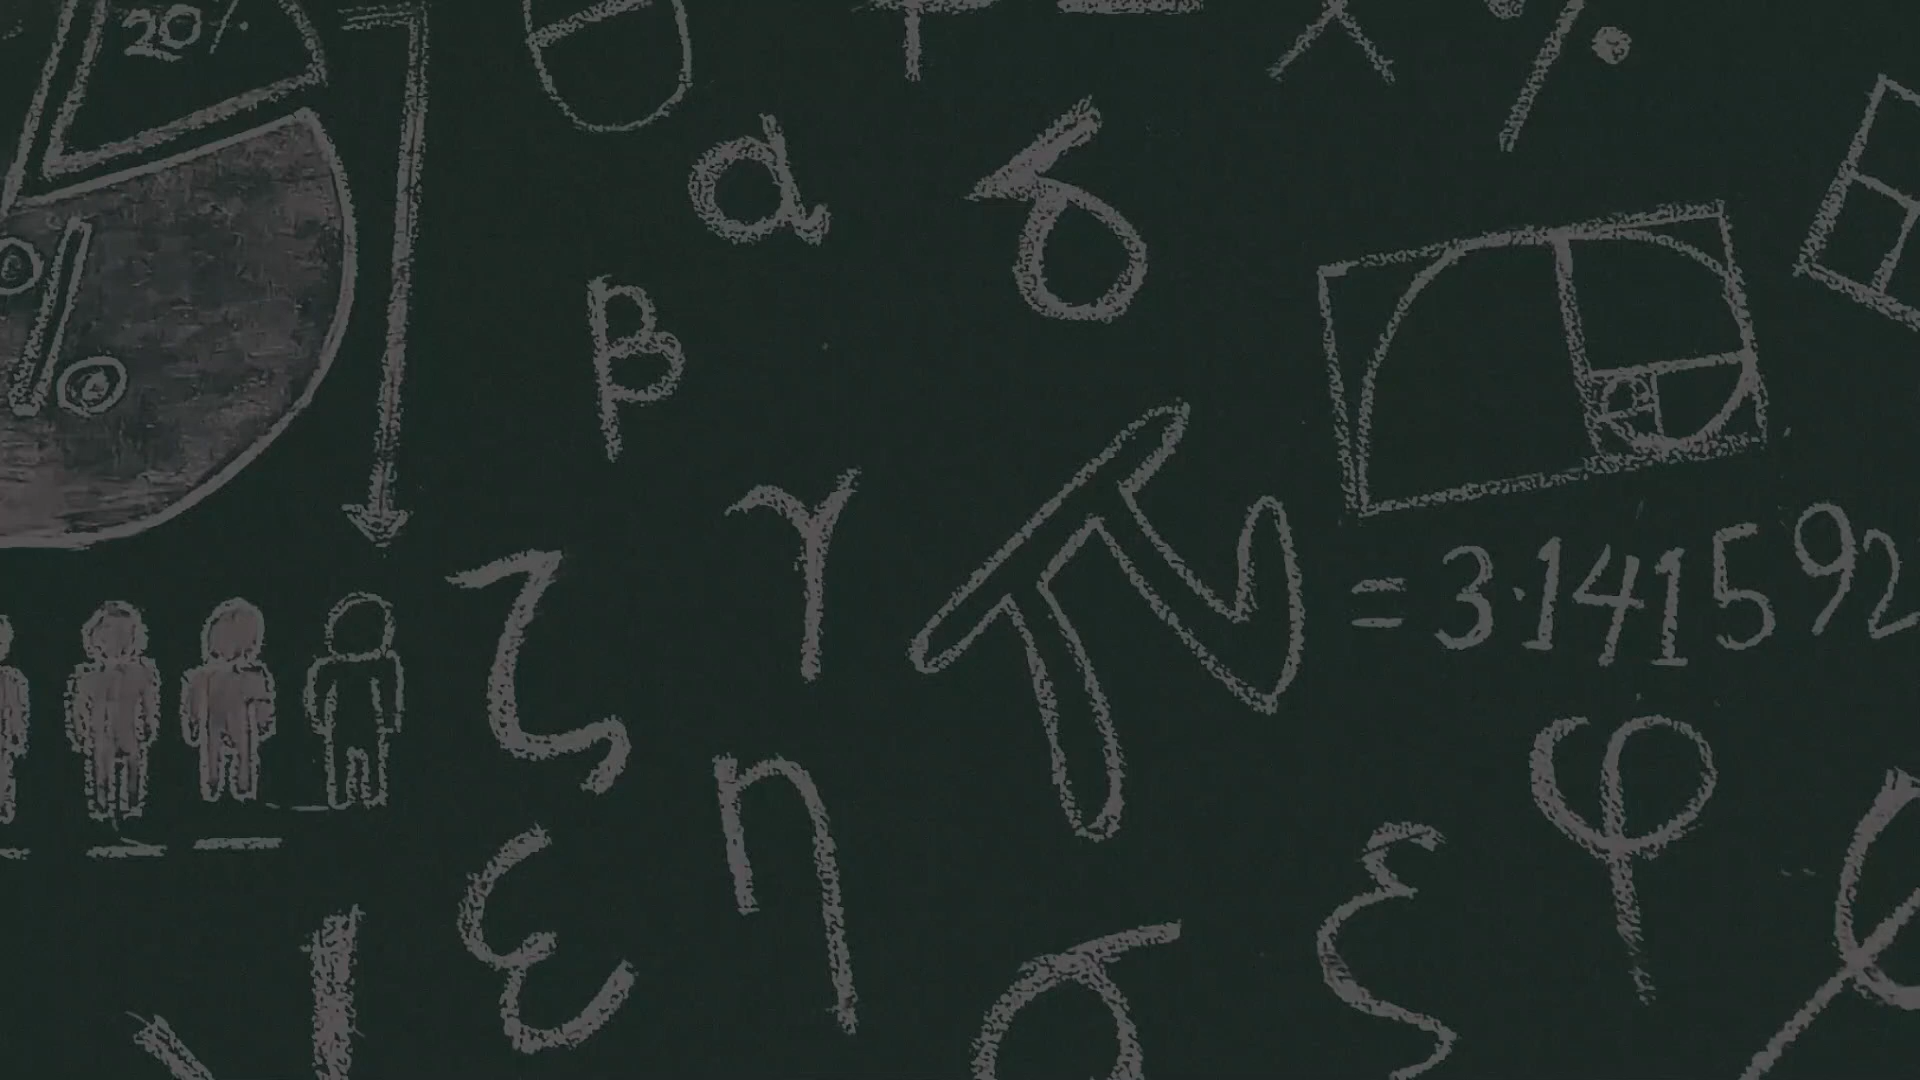 20%
%
θ + - × %
α δ
β
γ π = 3·141592
ζ
η φ
ε ξ
σ